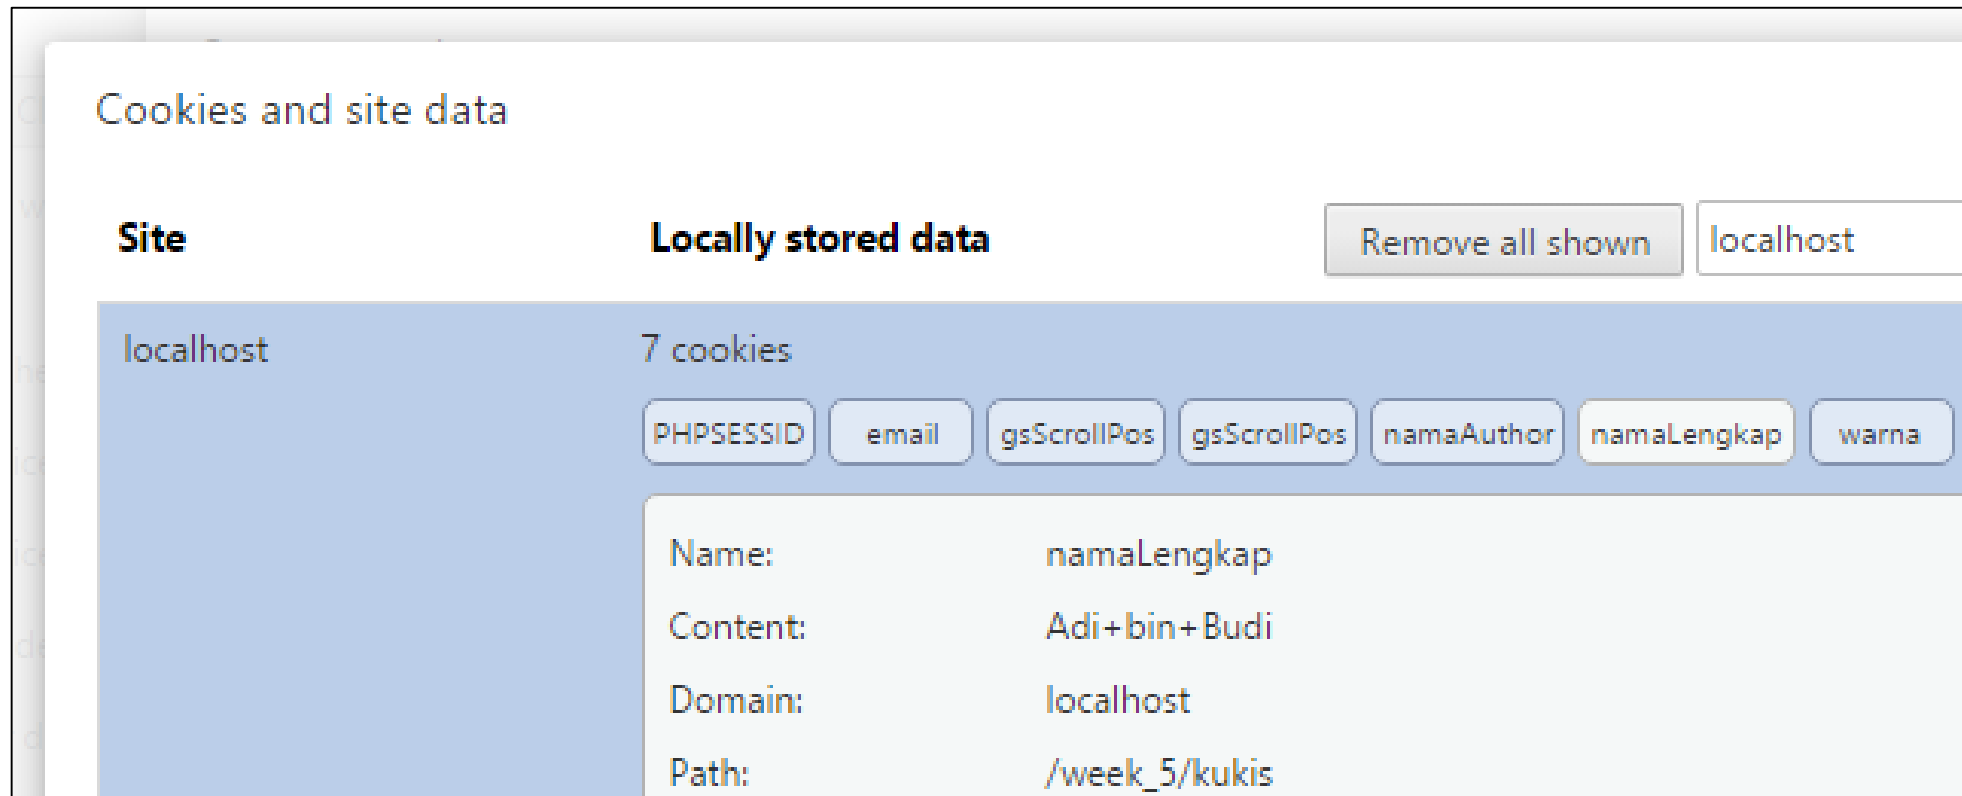 Cookies and site data
Site Locally stored data Remove all shown localhost
localhost 7 cookies
PHPSESSID email gsScrollPos gsScrollPos namaAuthor namaLengkap warna
Name: namaLengkap
Content: Adi+bin+Budi
Domain: localhost
Path: /week_5/kukis